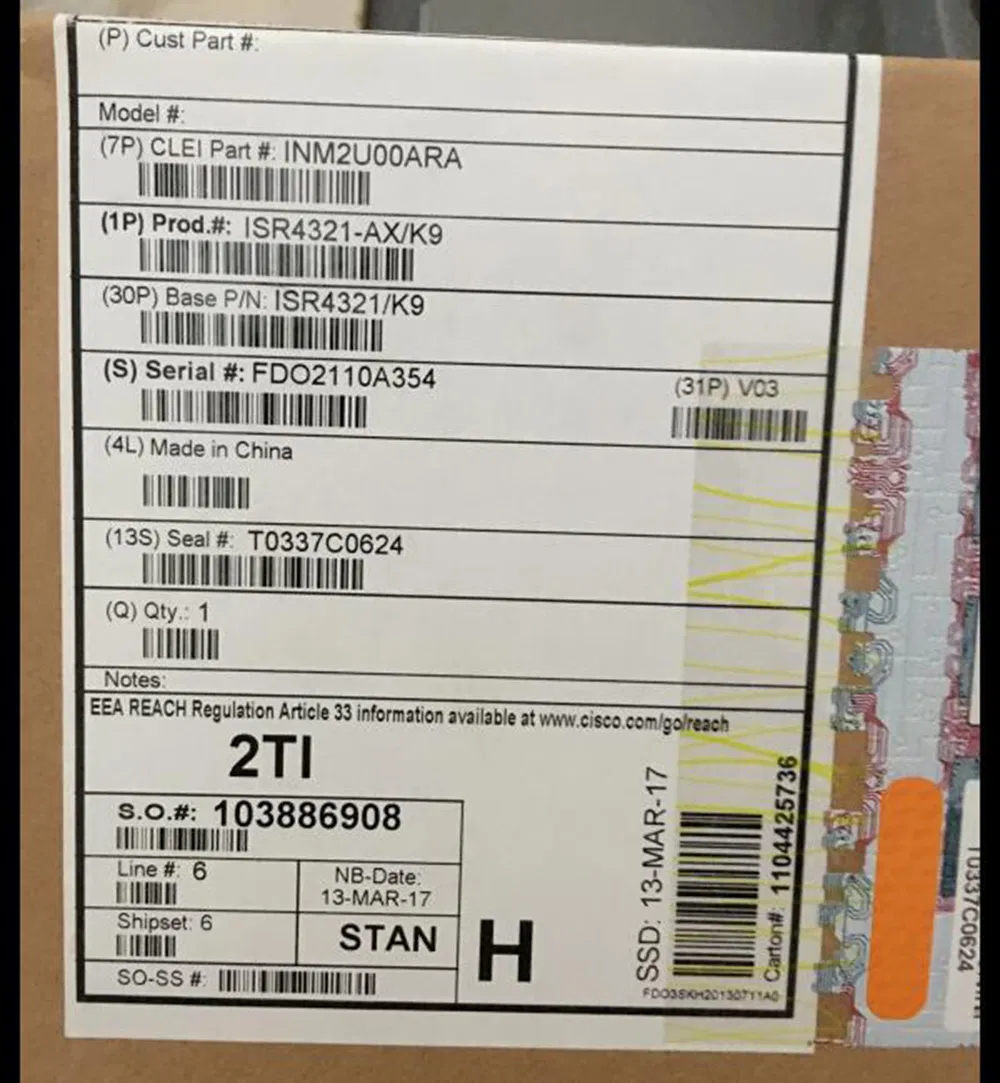 (P) Cust Part #:
Model #:
(7P) CLEI Part #: INM2U00ARA
(1P) Prod.#: ISR4321-AX/K9
(30P) Base P/N: ISR4321/K9
(S) Serial #: FDO2110A354
(31P) V03
(4L) Made in China
(13S) Seal #: T0337C0624
(Q) Qty.: 1
Notes:
EEA REACH Regulation Article 33 information available at www.cisco.com/go/reach
2TI
S.O.#: 103886908
Line #: 6
NB-Date:
13-MAR-17
Shipset: 6
STAN
SO-SS #:
H
SSD: 13-MAR-17
Carton#: 1104425736
FDO3SKH20130711A0
T0337C0624